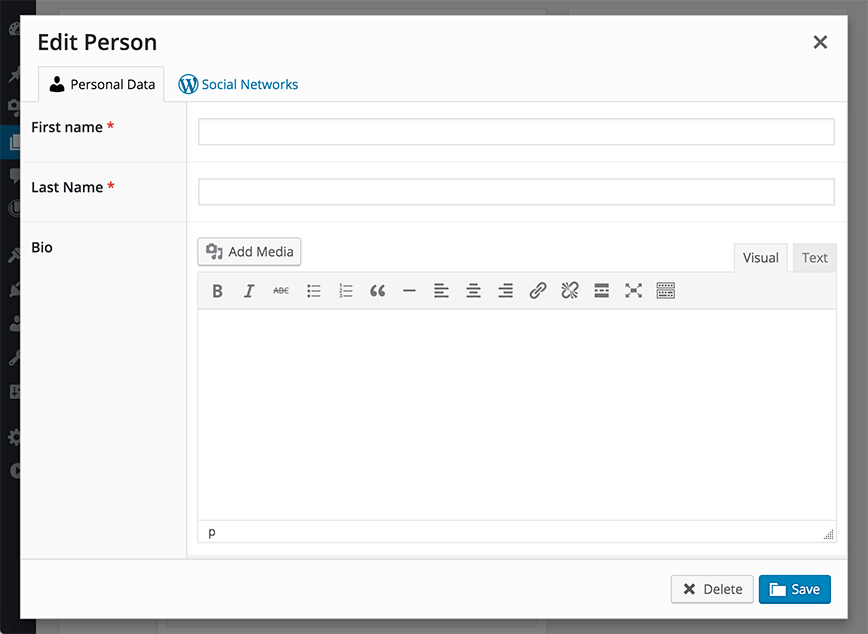 Edit Person
Personal Data Social Networks
First name *
Last Name *
Bio
Add Media
Visual Text
B I ABC
p
Delete Save